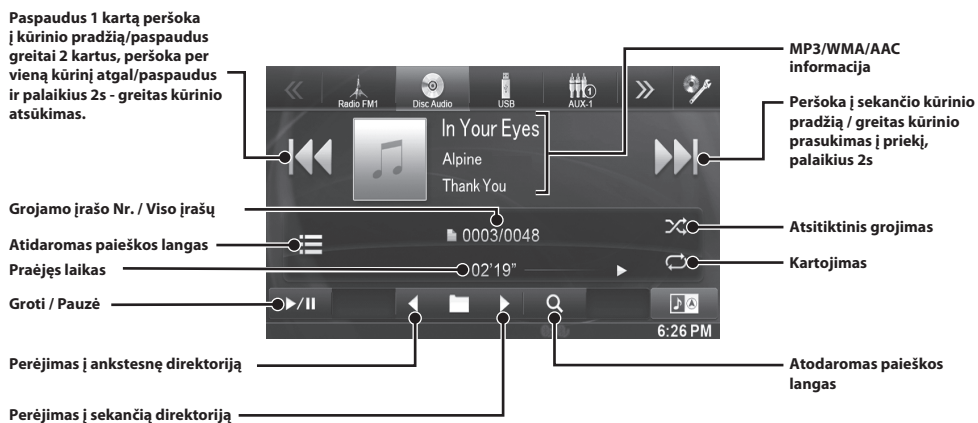 Paspaudus 1 kartą peršoka
į kūrinio pradžią/paspaudus
greitai 2 kartus, peršoka per
vieną kūrinį atgal/paspaudus
ir palaikius 2s - greitas kūrinio
atsūkimas.
Grojamo įrašo Nr. / Viso įrašų
Atidaromas paieškos langas
Praėjęs laikas
Groti / Pauzė
Perėjimas į ankstesnę direktoriją
Perėjimas į sekančią direktoriją
Radio FM1
Disc Audio
USB
AUX-1
In Your Eyes
Alpine
Thank You
0003/0048
02'19"
6:26 PM
MP3/WMA/AAC
informacija
Peršoka į sekančio kūrinio
pradžią / greitas kūrinio
prasukimas į priekį,
palaikius 2s
Atsitiktinis grojimas
Kartojimas
Atodaromas paieškos
langas